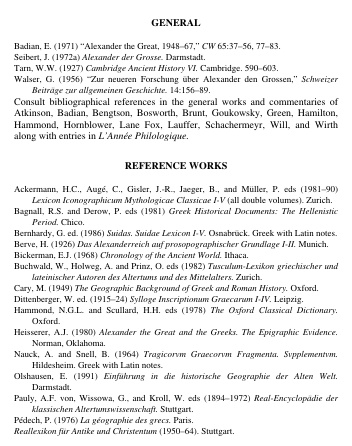 GENERAL
Badian, E. (1971) “Alexander the Great, 1948–67,” CW 65:37–56, 77–83.
Seibert, J. (1972a) Alexander der Grosse. Darmstadt.
Tarn, W.W. (1927) Cambridge Ancient History VI. Cambridge. 590–603.
Walser, G. (1956) “Zur neueren Forschung über Alexander den Grossen,” Schweizer
Beiträge zur allgemeinen Geschichte. 14:156–89.
Consult bibliographical references in the general works and commentaries of
Atkinson, Badian, Bengtson, Bosworth, Brunt, Goukowsky, Green, Hamilton,
Hammond, Hornblower, Lane Fox, Lauffer, Schachermeyr, Will, and Wirth
along with entries in L'Année Philologique.
REFERENCE WORKS
Ackermann, H.C., Augé, C., Gisler, J.-R., Jaeger, B., and Müller, P. eds (1981–90)
Lexicon Iconographicum Mythologicae Classicae I-V (all double volumes). Zurich.
Bagnall, R.S. and Derow, P. eds (1981) Greek Historical Documents: The Hellenistic
Period. Chico.
Bernhardy, G. ed. (1986) Suidas. Suidae Lexicon I-V. Osnabrück. Greek with Latin notes.
Berve, H. (1926) Das Alexanderreich auf prosopographischer Grundlage I-II. Munich.
Bickerman, E.J. (1968) Chronology of the Ancient World. Ithaca.
Buchwald, W., Holweg, A. and Prinz, O. eds (1982) Tusculum-Lexikon griechischer und
lateinischer Autoren des Altertums und des Mittelalters. Zurich.
Cary, M. (1949) The Geographic Background of Greek and Roman History. Oxford.
Dittenberger, W. ed. (1915–24) Sylloge Inscriptionum Graecarum I-IV. Leipzig.
Hammond, N.G.L. and Scullard, H.H. eds (1978) The Oxford Classical Dictionary.
Oxford.
Heisserer, A.J. (1980) Alexander the Great and the Greeks. The Epigraphic Evidence.
Norman, Oklahoma.
Nauck, A. and Snell, B. (1964) Tragicorvm Graecorvm Fragmenta. Svpplementvm.
Hildesheim. Greek with Latin notes.
Olshausen, E. (1991) Einführung in die historische Geographie der Alten Welt.
Darmstadt.
Pauly, A.F. von, Wissowa, G., and Kroll, W. eds (1894–1972) Real-Encyclopädie der
klassischen Altertumswissenschaft. Stuttgart.
Pédech, P. (1976) La géographie des grecs. Paris.
Reallexikon für Antike und Christentum (1950–64). Stuttgart.